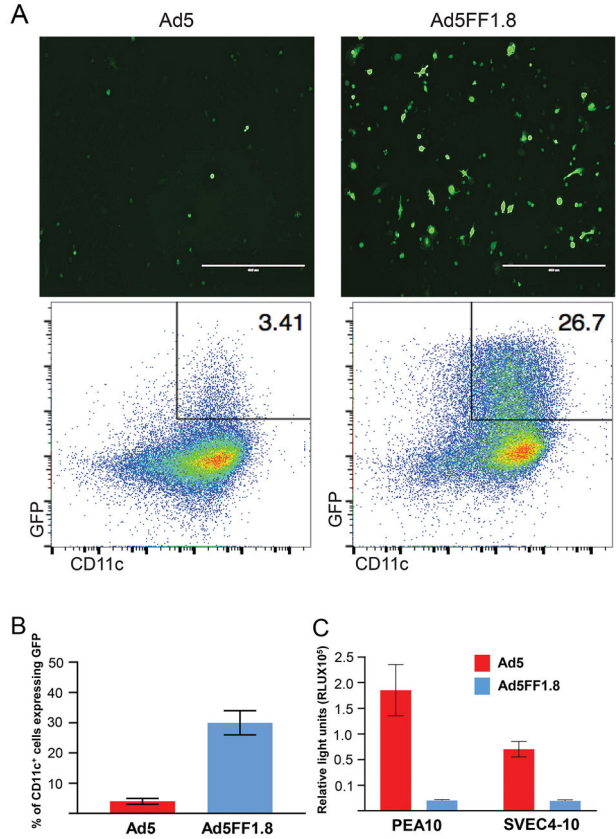 A
Ad5
Ad5FF1.8
3.41
26.7
GFP
CD11c
GFP
CD11c
B
% of CD11c⁺ cells expressing GFP
50
40
30
20
10
Ad5
Ad5FF1.8
C
Relative light units (RLUX10⁵)
2.5
2.0
1.5
1.0
0.5
0.1
Ad5
Ad5FF1.8
PEA10
SVEC4-10